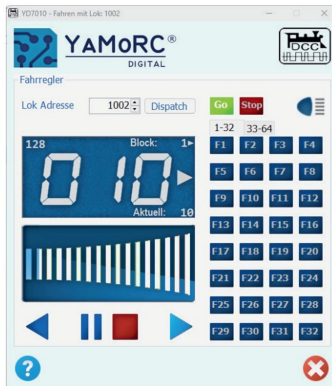 YD7010 - Fahren mit Lok: 1002
YAMORC®
DIGITAL
DCC
Fahrregler
Lok Adresse 1002 Dispatch Go Stop
1-32 33-64
128 Block: 1
010
Aktuell: 10
F1 F2 F3 F4
F5 F6 F7 F8
F9 F10 F11 F12
F13 F14 F15 F16
F17 F18 F19 F20
F21 F22 F23 F24
F25 F26 F27 F28
F29 F30 F31 F32
?